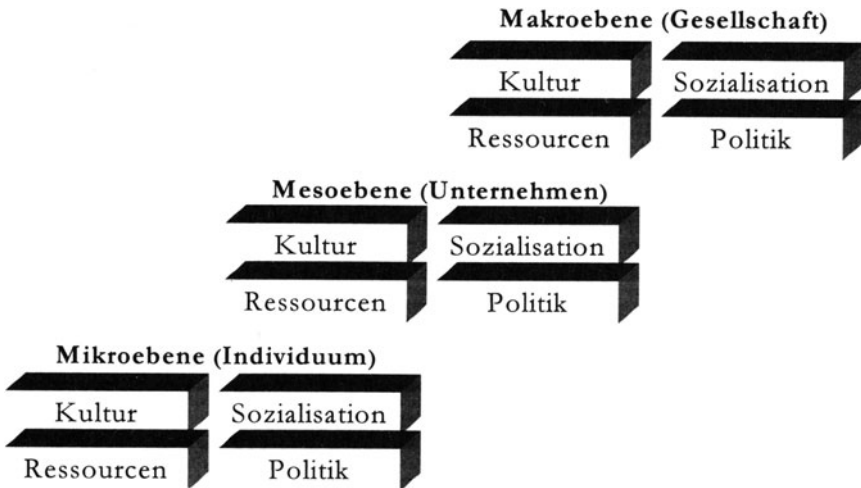 Makroebene (Gesellschaft)
Kultur Sozialisation
Ressourcen Politik
Mesoebene (Unternehmen)
Kultur Sozialisation
Ressourcen Politik
Mikroebene (Individuum)
Kultur Sozialisation
Ressourcen Politik